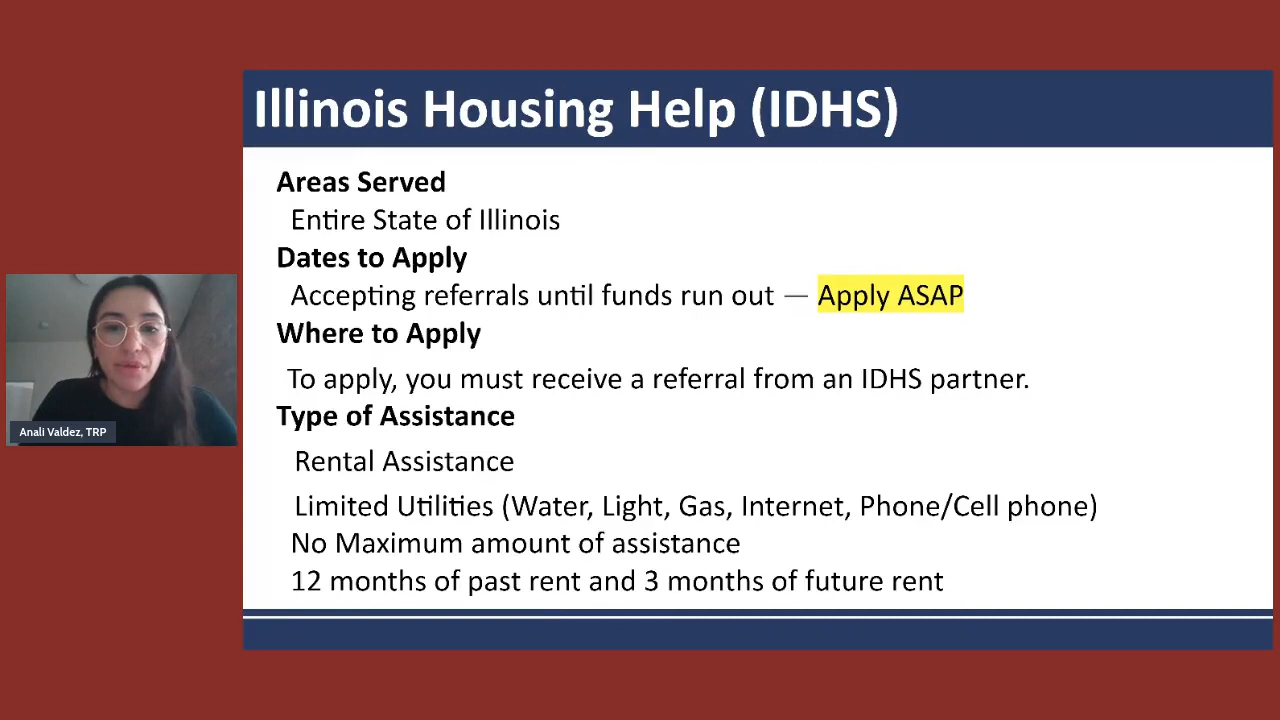 Illinois Housing Help (IDHS)
Areas Served
Entire State of Illinois
Dates to Apply
Accepting referrals until funds run out — Apply ASAP
Where to Apply
To apply, you must receive a referral from an IDHS partner.
Type of Assistance
Rental Assistance
Limited Utilities (Water, Light, Gas, Internet, Phone/Cell phone)
No Maximum amount of assistance
12 months of past rent and 3 months of future rent
Anali Valdez, TRP